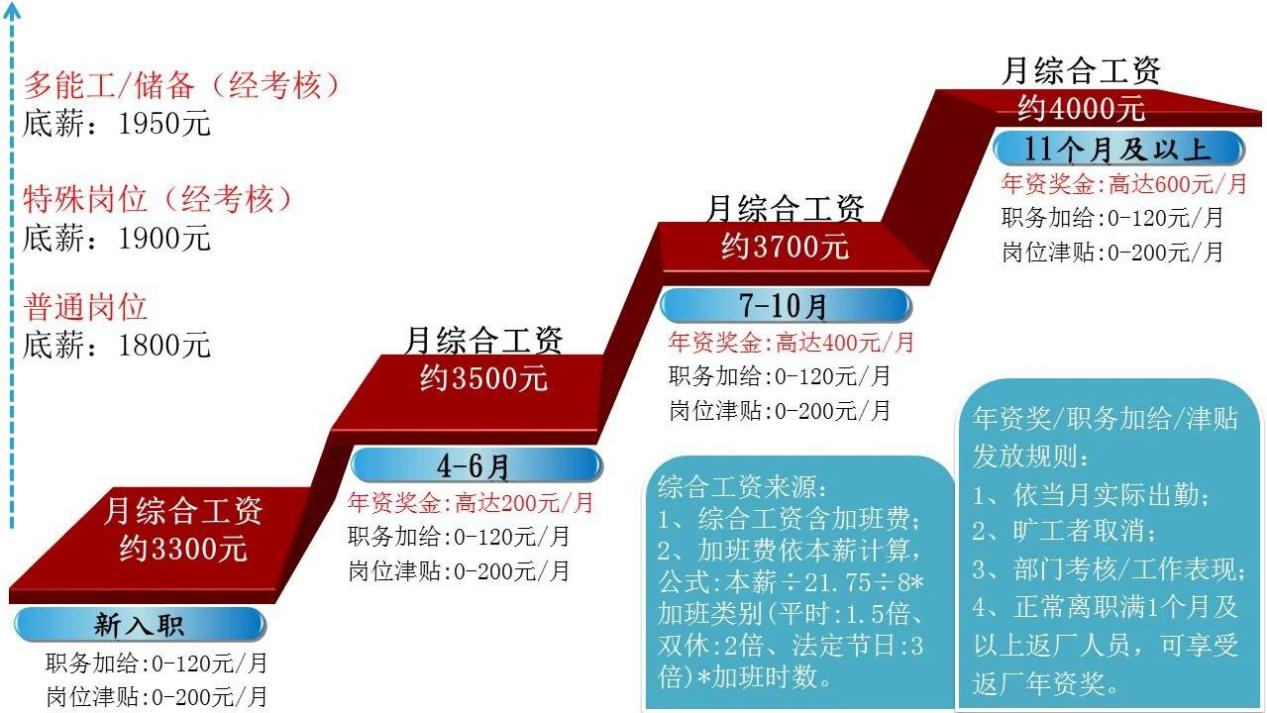 多能工/储备（经考核）
底薪：1950元
特殊岗位（经考核）
底薪：1900元
普通岗位
底薪：1800元
月综合工资
约3300元
新入职
职务加给:0-120元/月
岗位津贴:0-200元/月
月综合工资
约3500元
4-6月
年资奖金:高达200元/月
职务加给:0-120元/月
岗位津贴:0-200元/月
月综合工资
约3700元
7-10月
年资奖金:高达400元/月
职务加给:0-120元/月
岗位津贴:0-200元/月
月综合工资
约4000元
11个月及以上
年资奖金:高达600元/月
职务加给:0-120元/月
岗位津贴:0-200元/月
综合工资来源：
1、综合工资含加班费；
2、加班费依本薪计算，
公式:本薪÷21.75÷8*
加班类别(平时:1.5倍、
双休:2倍、法定节日:3
倍)*加班时数。
年资奖/职务加给/津贴
发放规则：
1、依当月实际出勤；
2、旷工者取消；
3、部门考核/工作表现；
4、正常离职满1个月及
以上返厂人员，可享受
返厂年资奖。